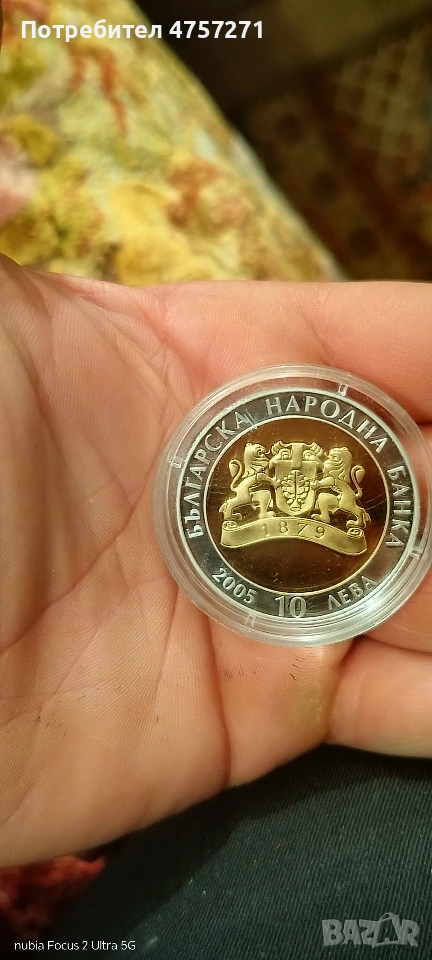 Потребител 4757271
БЪЛГАРСКА НАРОДНА БАНКА
1879
2005 10 ЛЕВА
nubia Focus 2 Ultra 5G
BAZAR